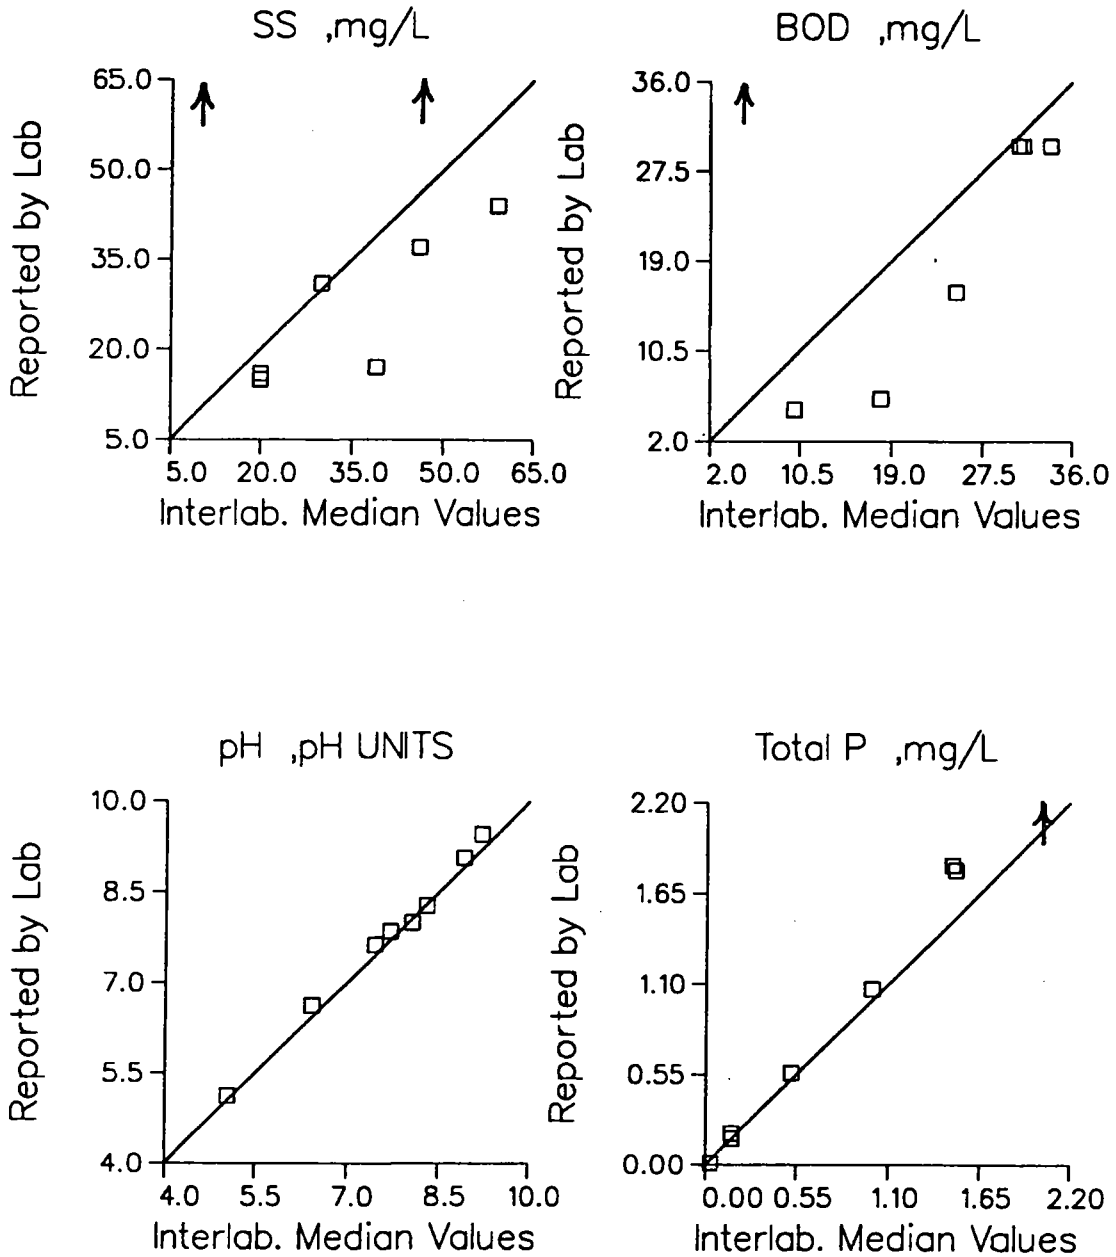 SS ,mg/L
Reported by Lab
65.0
50.0
35.0
20.0
5.0
5.0 20.0 35.0 50.0 65.0
Interlab. Median Values
BOD ,mg/L
Reported by Lab
36.0
27.5
19.0
10.5
2.0
2.0 10.5 19.0 27.5 36.0
Interlab. Median Values
pH ,pH UNITS
Reported by Lab
10.0
8.5
7.0
5.5
4.0
4.0 5.5 7.0 8.5 10.0
Interlab. Median Values
Total P ,mg/L
Reported by Lab
2.20
1.65
1.10
0.55
0.00
0.00 0.55 1.10 1.65 2.20
Interlab. Median Values